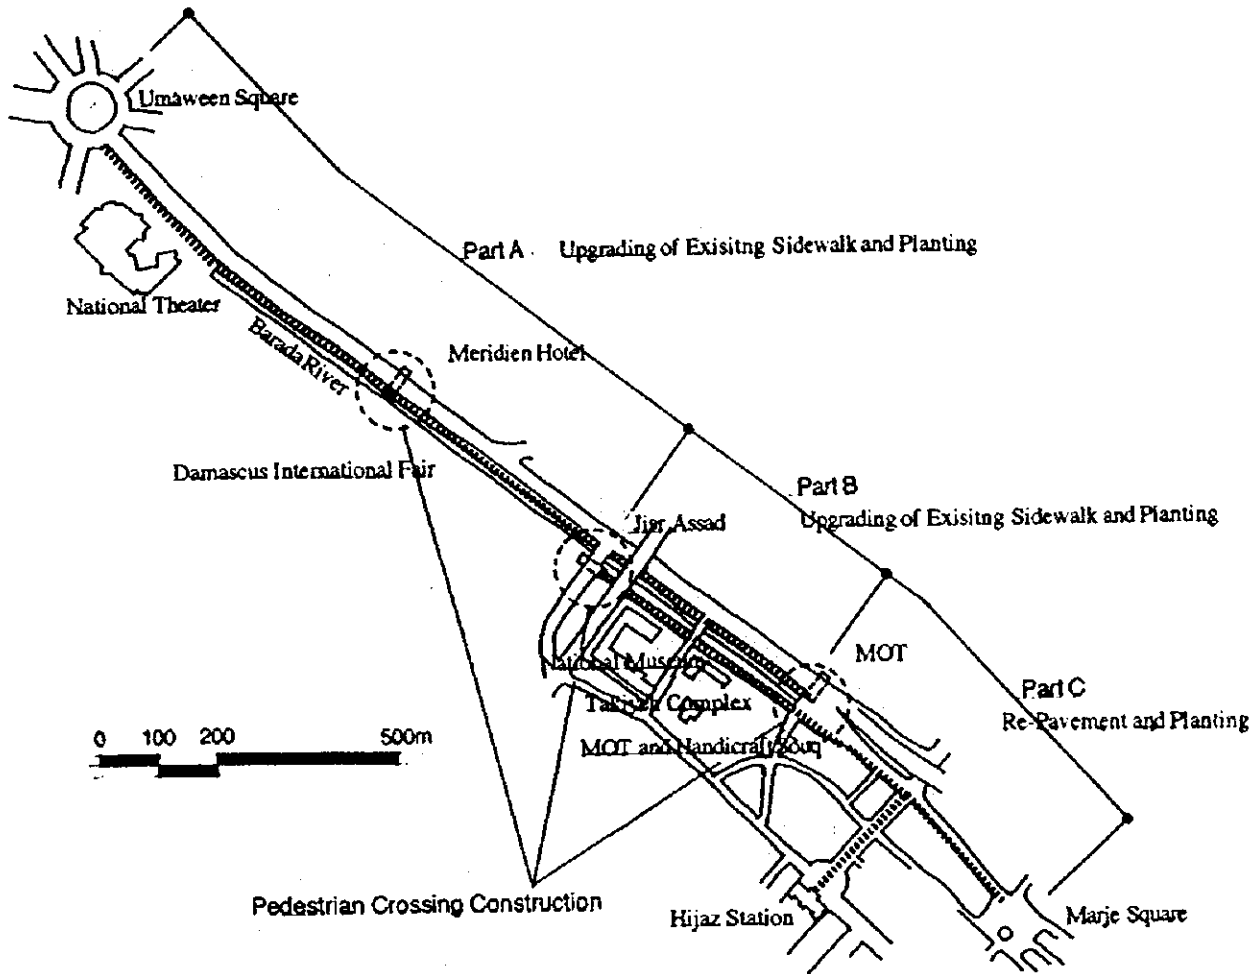 Umaween Square
Part A
Upgrading of Exisitng Sidewalk and Planting
National Theater
Barada River
Meridien Hotel
Damascus International Fair
Part B
Upgrading of Exisitng Sidewalk and Planting
Jisr Assad
National Museum
MOT
Takiyeh Complex
Part C
Re-Pavement and Planting
MOT and Handicraft Souq
0 100 200 500m
Pedestrian Crossing Construction
Hijaz Station
Marje Square